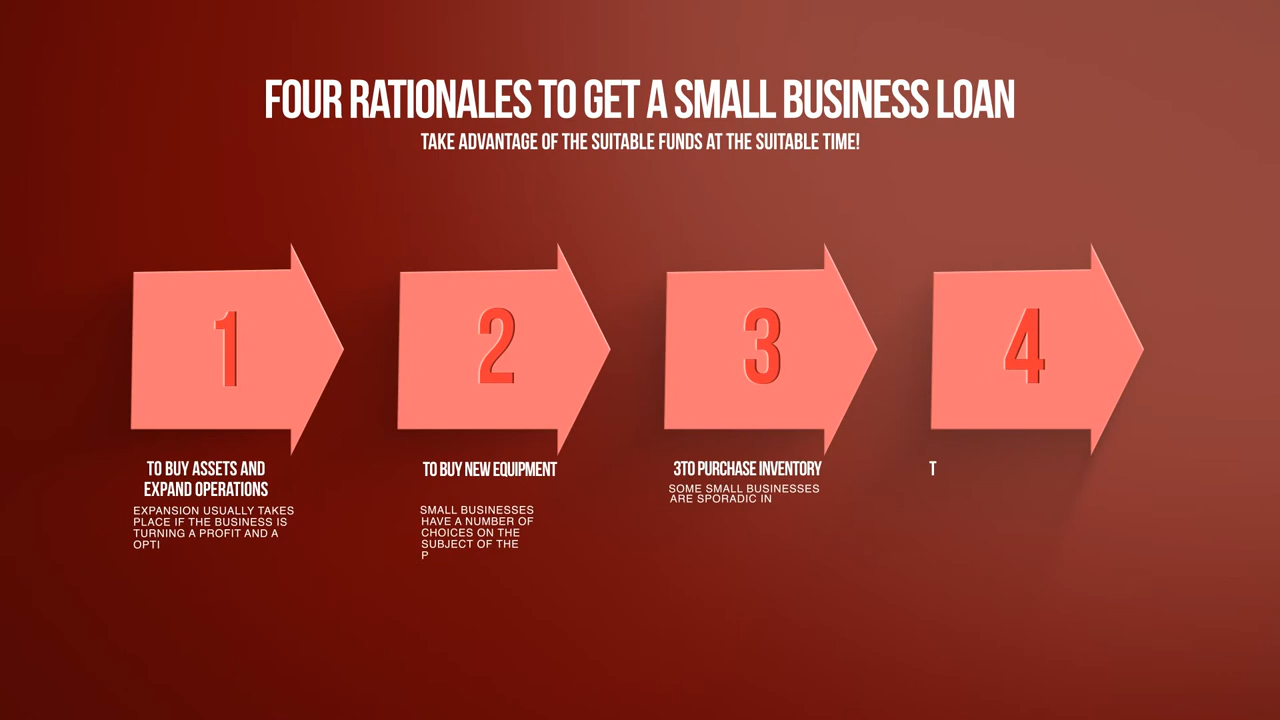 FOUR RATIONALES TO GET A SMALL BUSINESS LOAN
TAKE ADVANTAGE OF THE SUITABLE FUNDS AT THE SUITABLE TIME!
1
2
3
4
TO BUY ASSETS AND
EXPAND OPERATIONS
EXPANSION USUALLY TAKES
PLACE IF THE BUSINESS IS
TURNING A PROFIT AND A
OPTI
TO BUY NEW EQUIPMENT
SMALL BUSINESSES
HAVE A NUMBER OF
CHOICES ON THE
SUBJECT OF THE
P
3TO PURCHASE INVENTORY
SOME SMALL BUSINESSES
ARE SPORADIC IN
T